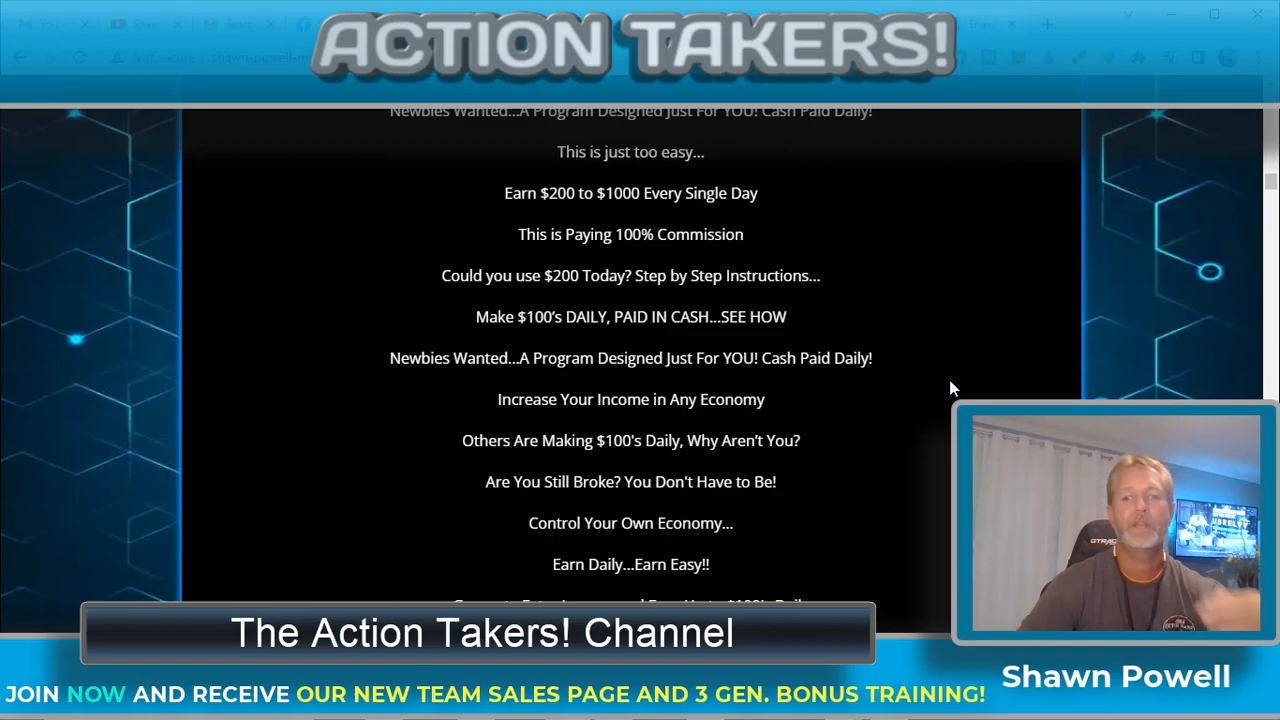 ACTION TAKERS!
Newbies Wanted...A Program Designed Just For YOU! Cash Paid Daily!
This is just too easy...
Earn $200 to $1000 Every Single Day
This is Paying 100% Commission
Could you use $200 Today? Step by Step Instructions...
Make $100's DAILY, PAID IN CASH...SEE HOW
Newbies Wanted...A Program Designed Just For YOU! Cash Paid Daily!
Increase Your Income in Any Economy
Others Are Making $100's Daily, Why Aren't You?
Are You Still Broke? You Don't Have to Be!
Control Your Own Economy...
Earn Daily...Earn Easy!!
The Action Takers! Channel
Shawn Powell
JOIN NOW AND RECEIVE OUR NEW TEAM SALES PAGE AND 3 GEN. BONUS TRAINING!